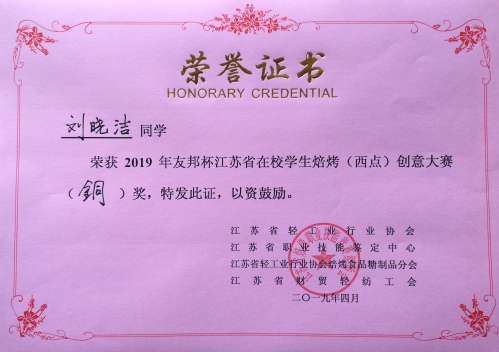 荣誉证书
HONORARY CREDENTIAL
刘晓洁 同学
荣获 2019 年友邦杯江苏省在校学生焙烤（西点）创意大赛
（铜）奖，特发此证，以资鼓励。
江苏省轻工业行业协会
江苏省职业技能鉴定中心
江苏省轻工业行业协会焙烤食品糖制品分会
江苏省财贸轻纺工会
二〇一九年四月